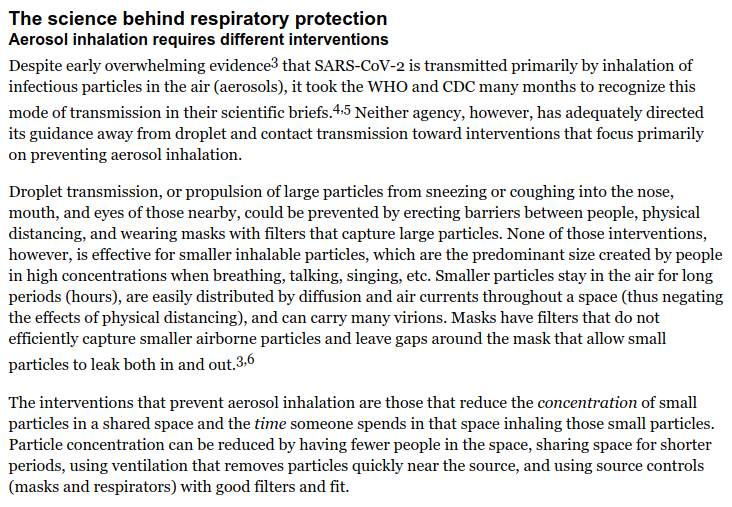 The science behind respiratory protection
Aerosol inhalation requires different interventions
Despite early overwhelming evidence3 that SARS-CoV-2 is transmitted primarily by inhalation of
infectious particles in the air (aerosols), it took the WHO and CDC many months to recognize this
mode of transmission in their scientific briefs.4,5 Neither agency, however, has adequately directed
its guidance away from droplet and contact transmission toward interventions that focus primarily
on preventing aerosol inhalation.
Droplet transmission, or propulsion of large particles from sneezing or coughing into the nose,
mouth, and eyes of those nearby, could be prevented by erecting barriers between people, physical
distancing, and wearing masks with filters that capture large particles. None of those interventions,
however, is effective for smaller inhalable particles, which are the predominant size created by people
in high concentrations when breathing, talking, singing, etc. Smaller particles stay in the air for long
periods (hours), are easily distributed by diffusion and air currents throughout a space (thus negating
the effects of physical distancing), and can carry many virions. Masks have filters that do not
efficiently capture smaller airborne particles and leave gaps around the mask that allow small
particles to leak both in and out.3,6
The interventions that prevent aerosol inhalation are those that reduce the concentration of small
particles in a shared space and the time someone spends in that space inhaling those small particles.
Particle concentration can be reduced by having fewer people in the space, sharing space for shorter
periods, using ventilation that removes particles quickly near the source, and using source controls
(masks and respirators) with good filters and fit.